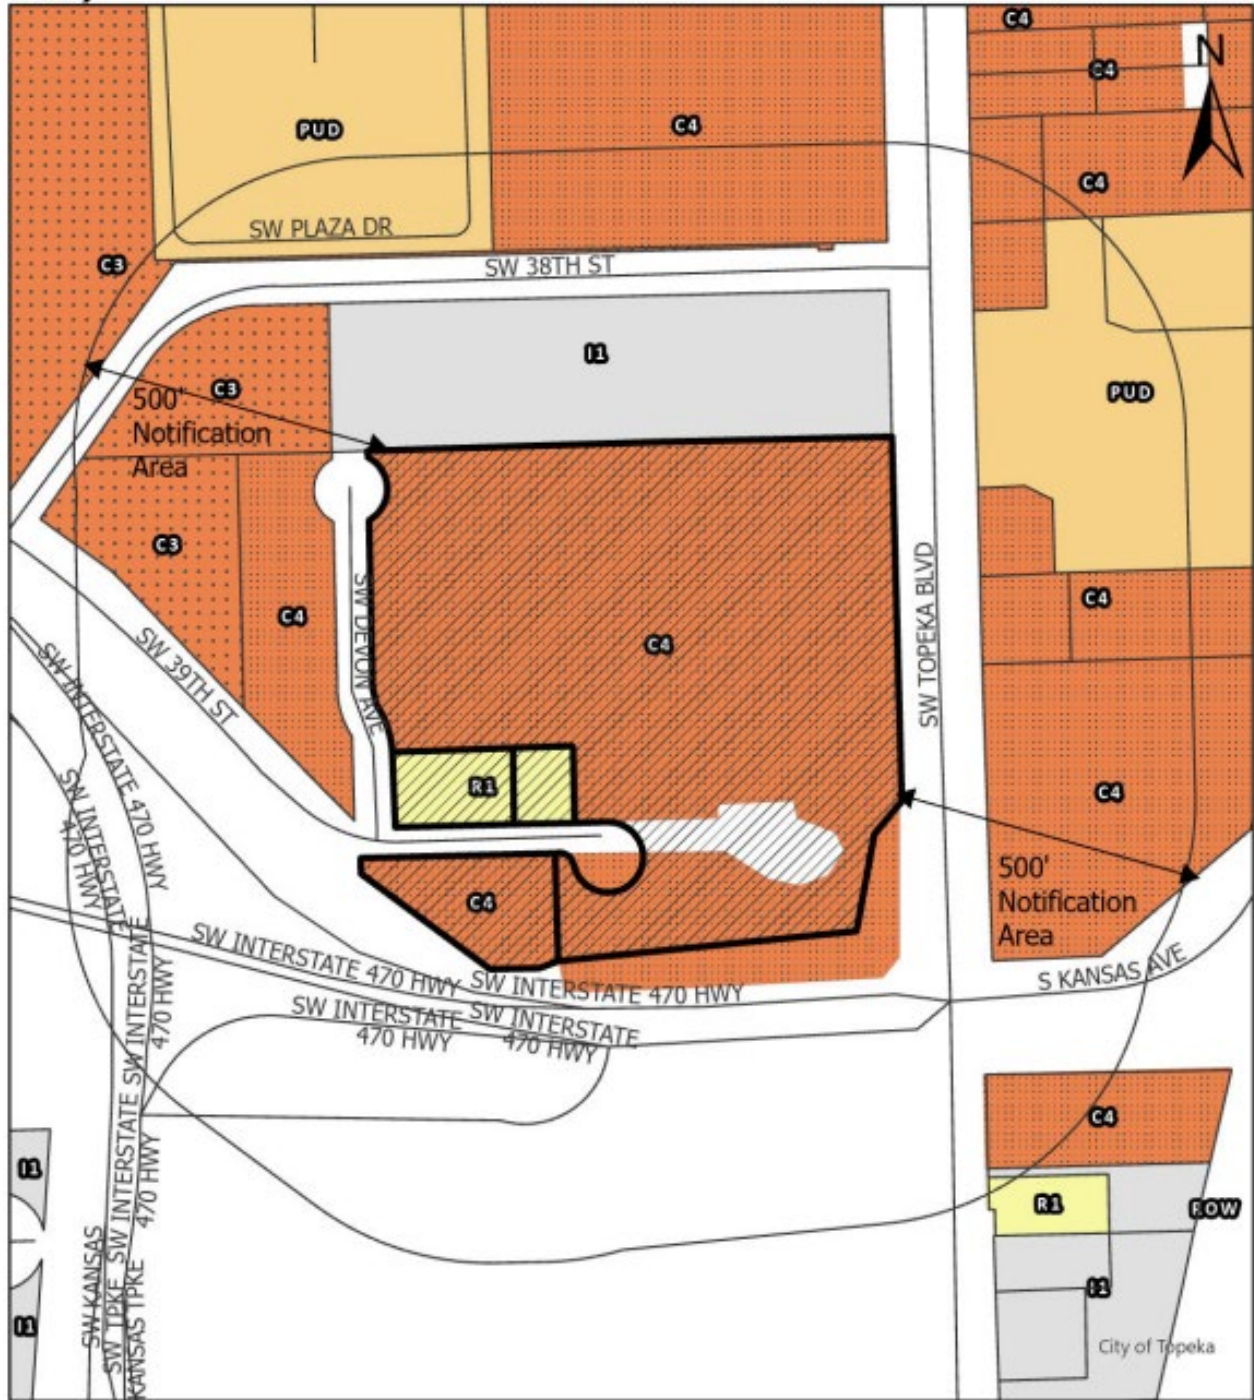 C4
N
C4
PUD
C4
C4
SW PLAZA DR
C3
SW 38TH ST
I1
C3
500'
Notification
Area
PUD
C3
SW DEVON AVE
C4
C4
C4
SW TOPEKA BLVD
SW 39TH ST
SW INTERSTATE 470 HWY
R1
C4
SW INTERSTATE
470 HWY
500'
Notification
Area
C4
SW INTERSTATE 470 HWY
SW INTERSTATE 470 HWY
S KANSAS AVE
SW INTERSTATE
470 HWY
SW INTERSTATE
470 HWY
SW INTERSTATE
470 HWY
C4
I1
SW INTERSTATE
470 HWY
R1
ROW
I1
I1
SW KANSAS
SW TPKE
KANSAS TPKE
City of Topeka